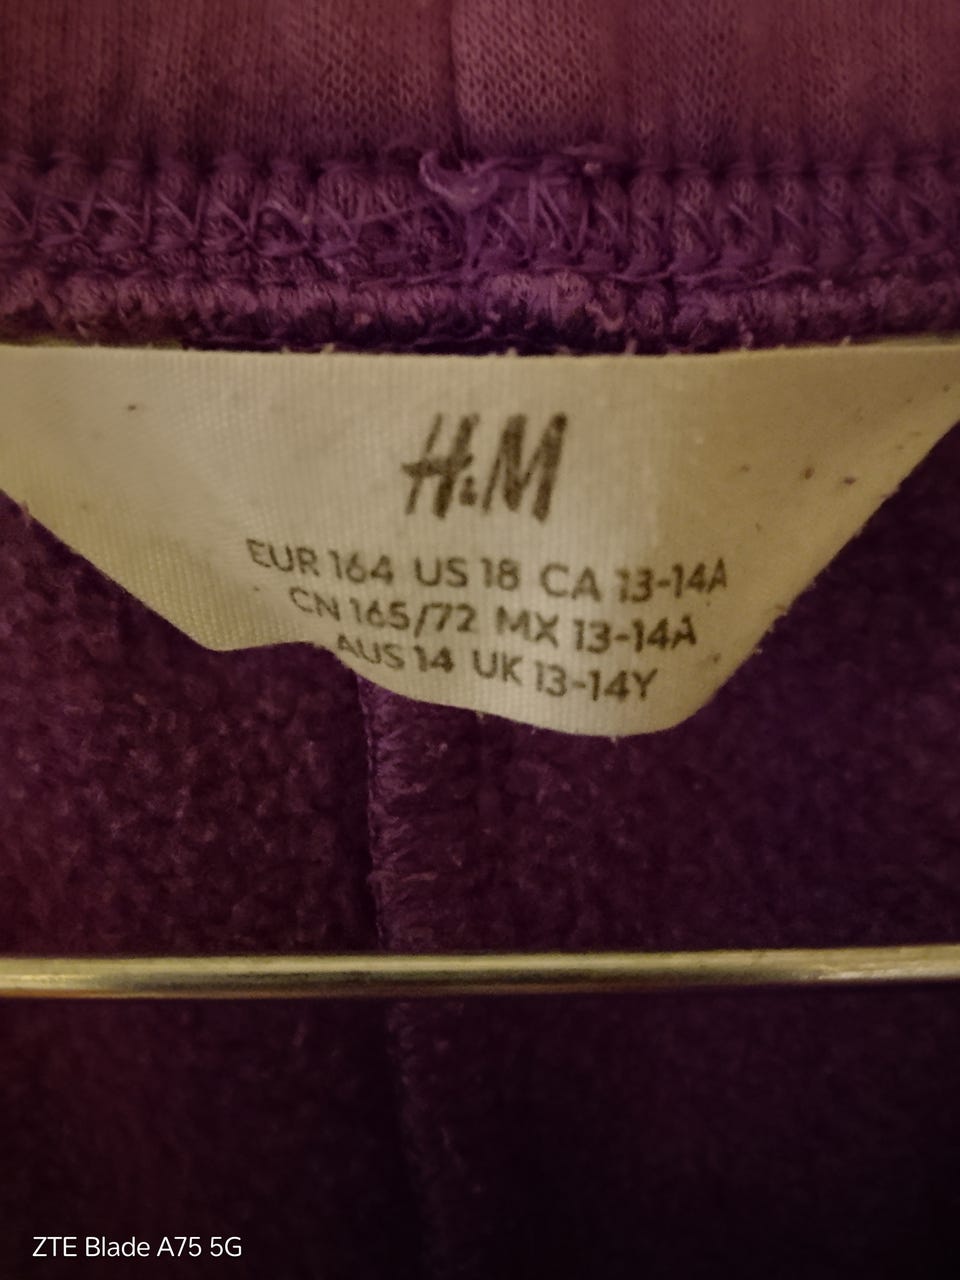 H&M
EUR 164 US 18 CA 13-14A
CN 165/72 MX 13-14A
AUS 14 UK 13-14Y
ZTE Blade A75 5G